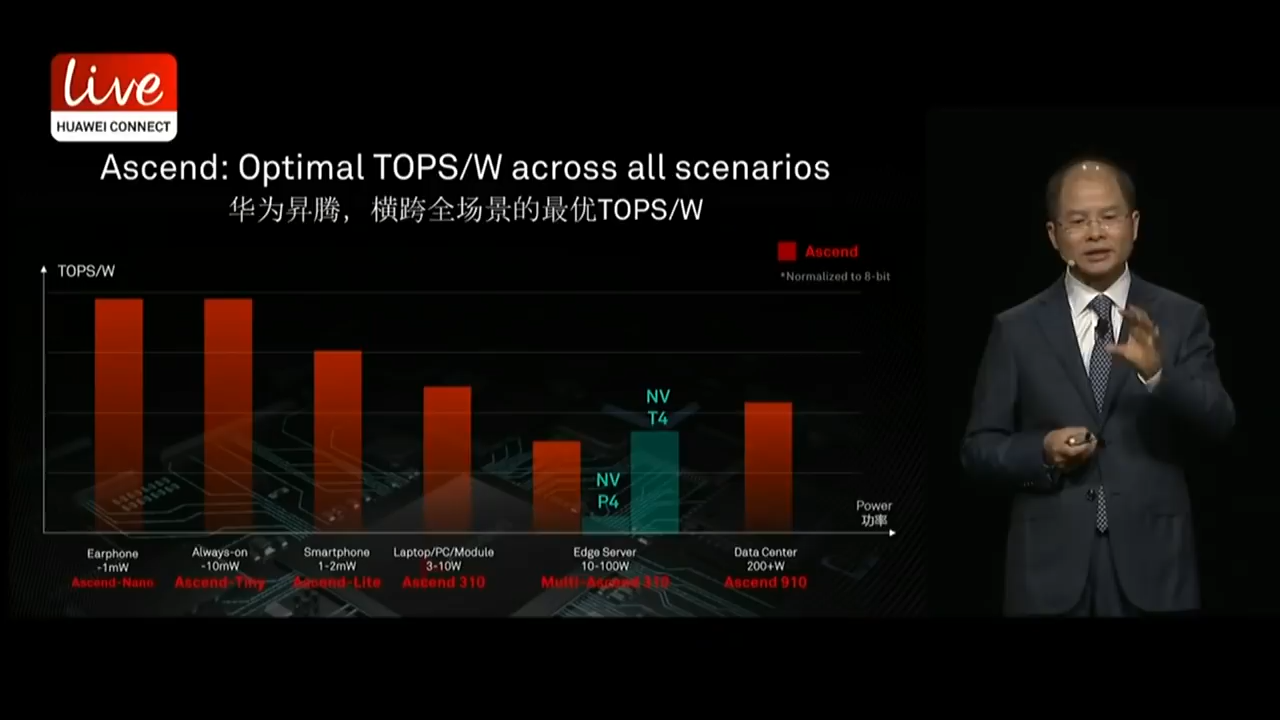 Live
HUAWEI CONNECT
Ascend: Optimal TOPS/W across all scenarios
华为昇腾，横跨全场景的最优TOPS/W
Ascend
*Normalized to 8-bit
TOPS/W
NV
T4
NV
P4
Power
功率
Earphone
~1mW
Ascend-Nano
Always-on
~10mW
Ascend-Tiny
Smartphone
1-2mW
Ascend-Lite
Laptop/PC/Module
3-10W
Ascend 310
Edge Server
10-100W
Multi-Ascend 310
Data Center
200+W
Ascend 910